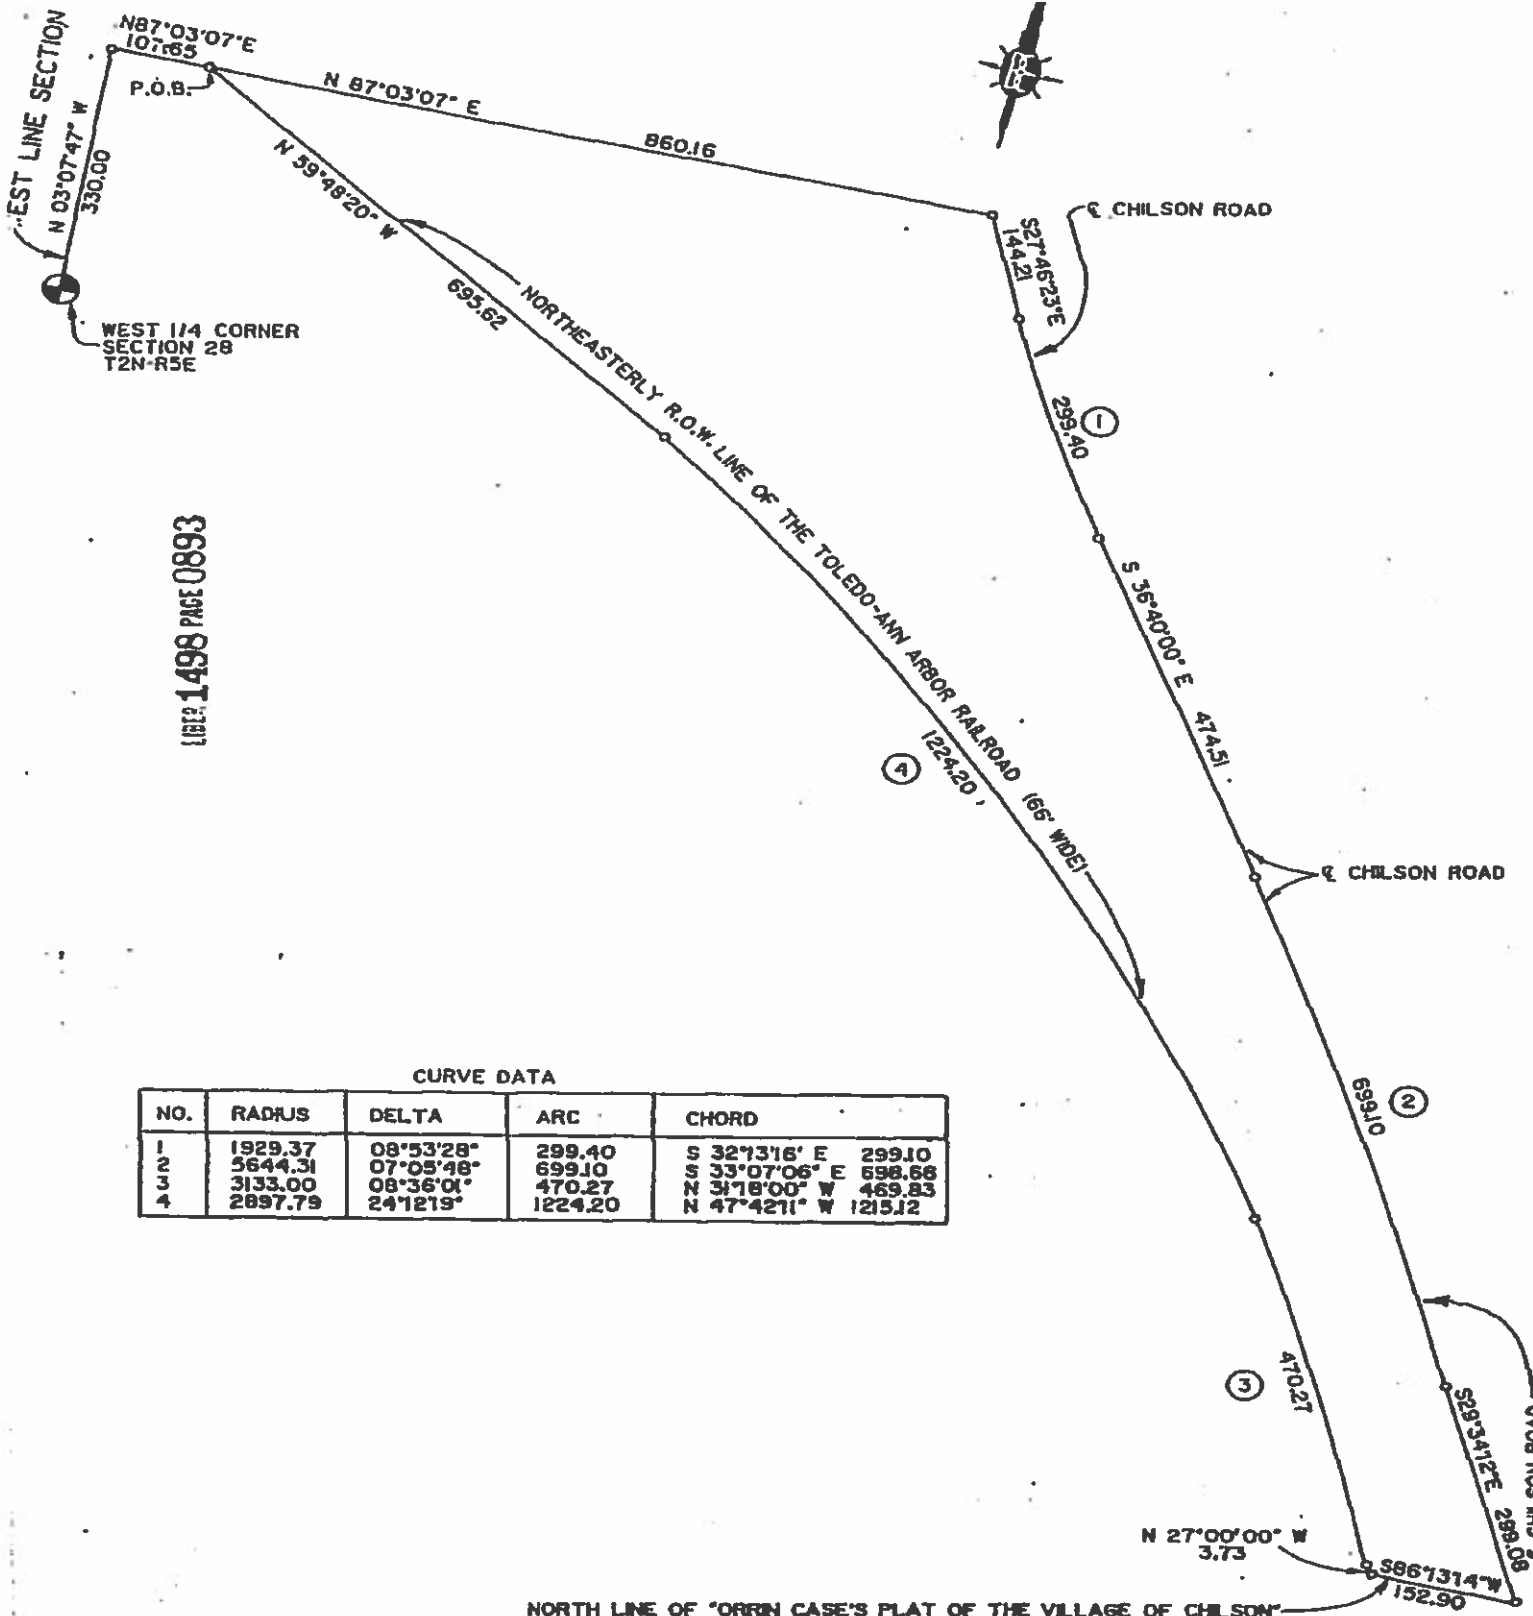 EST LINE SECTION
N87°03'07"E
107.65
P.O.B.
N 87°03'07" E
860.16
N 03°07'47" W
330.00
N 59°48'20" W
695.62
WEST 1/4 CORNER
SECTION 28
T2N-R5E
℄ CHILSON ROAD
S27°46'23"E
144.21
299.40
1
NORTHEASTERLY R.O.W. LINE OF THE TOLEDO-ANN ARBOR RAILROAD (66' WIDE)
S 36°40'00" E 474.51
LIBER 1498 PAGE 0893
4
1224.20
℄ CHILSON ROAD
699.10
2
CURVE DATA
NO. RADIUS DELTA ARC CHORD
1 1929.37 08°53'28" 299.40 S 32°13'16" E 299.10
2 5644.31 07°05'48" 699.10 S 33°07'06" E 698.66
3 3133.00 08°36'01" 470.27 N 31°18'00" W 469.83
4 2897.79 24°12'19" 1224.20 N 47°42'11" W 1215.12
3
470.27
S29°34'12"E 299.08
N 27°00'00" W
3.73
S86°13'14"W
152.90
NORTH LINE OF "ORRIN CASE'S PLAT OF THE VILLAGE OF CHILSON"